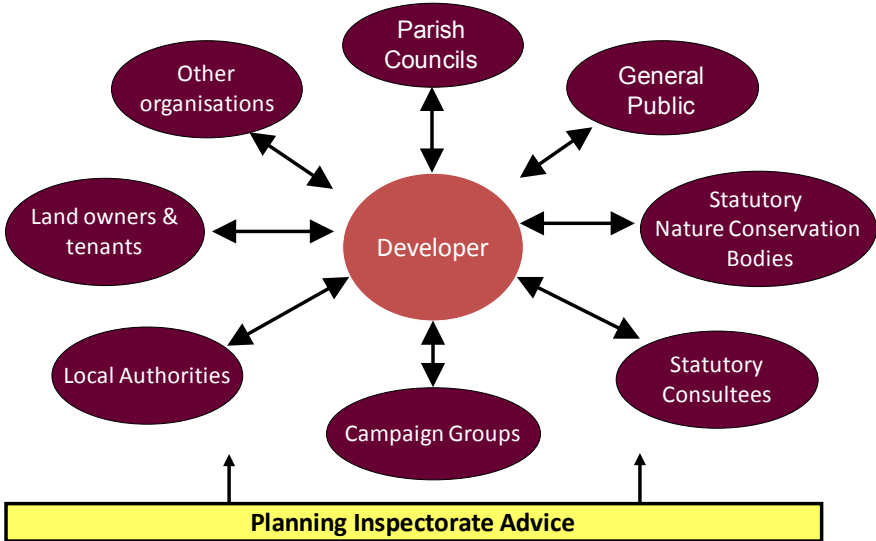 Parish
Councils
Other
organisations
General
Public
Land owners &
tenants
Developer
Statutory
Nature Conservation
Bodies
Local Authorities
Campaign Groups
Statutory
Consultees
Planning Inspectorate Advice